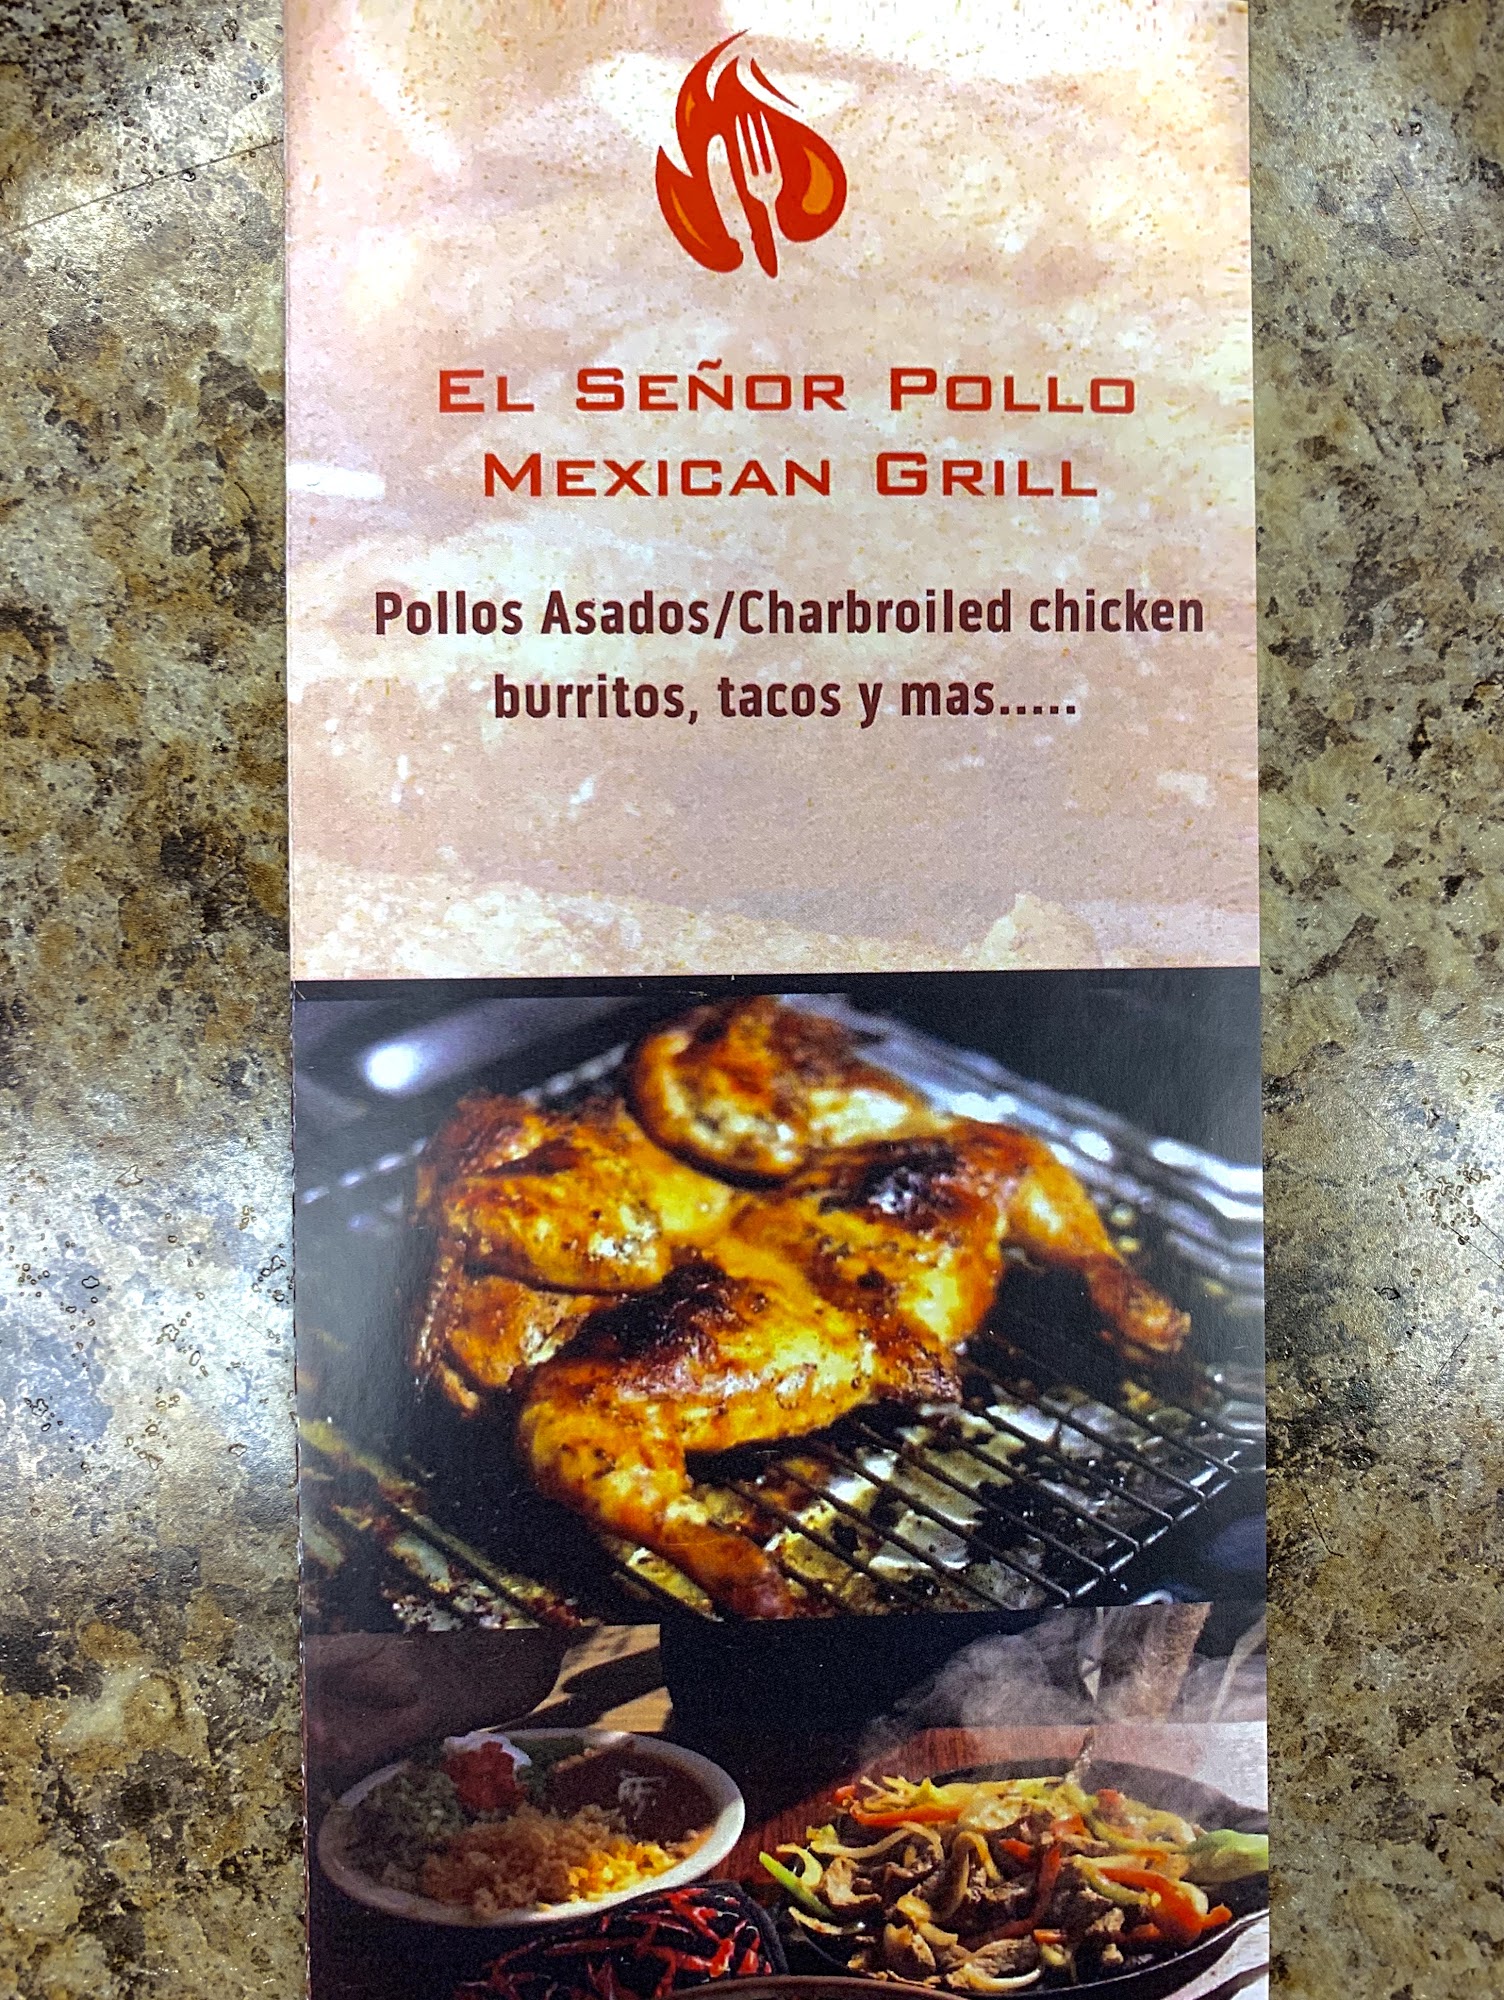 El Señor Pollo
Mexican Grill
Pollos Asados/Charbroiled chicken
burritos, tacos y mas.....